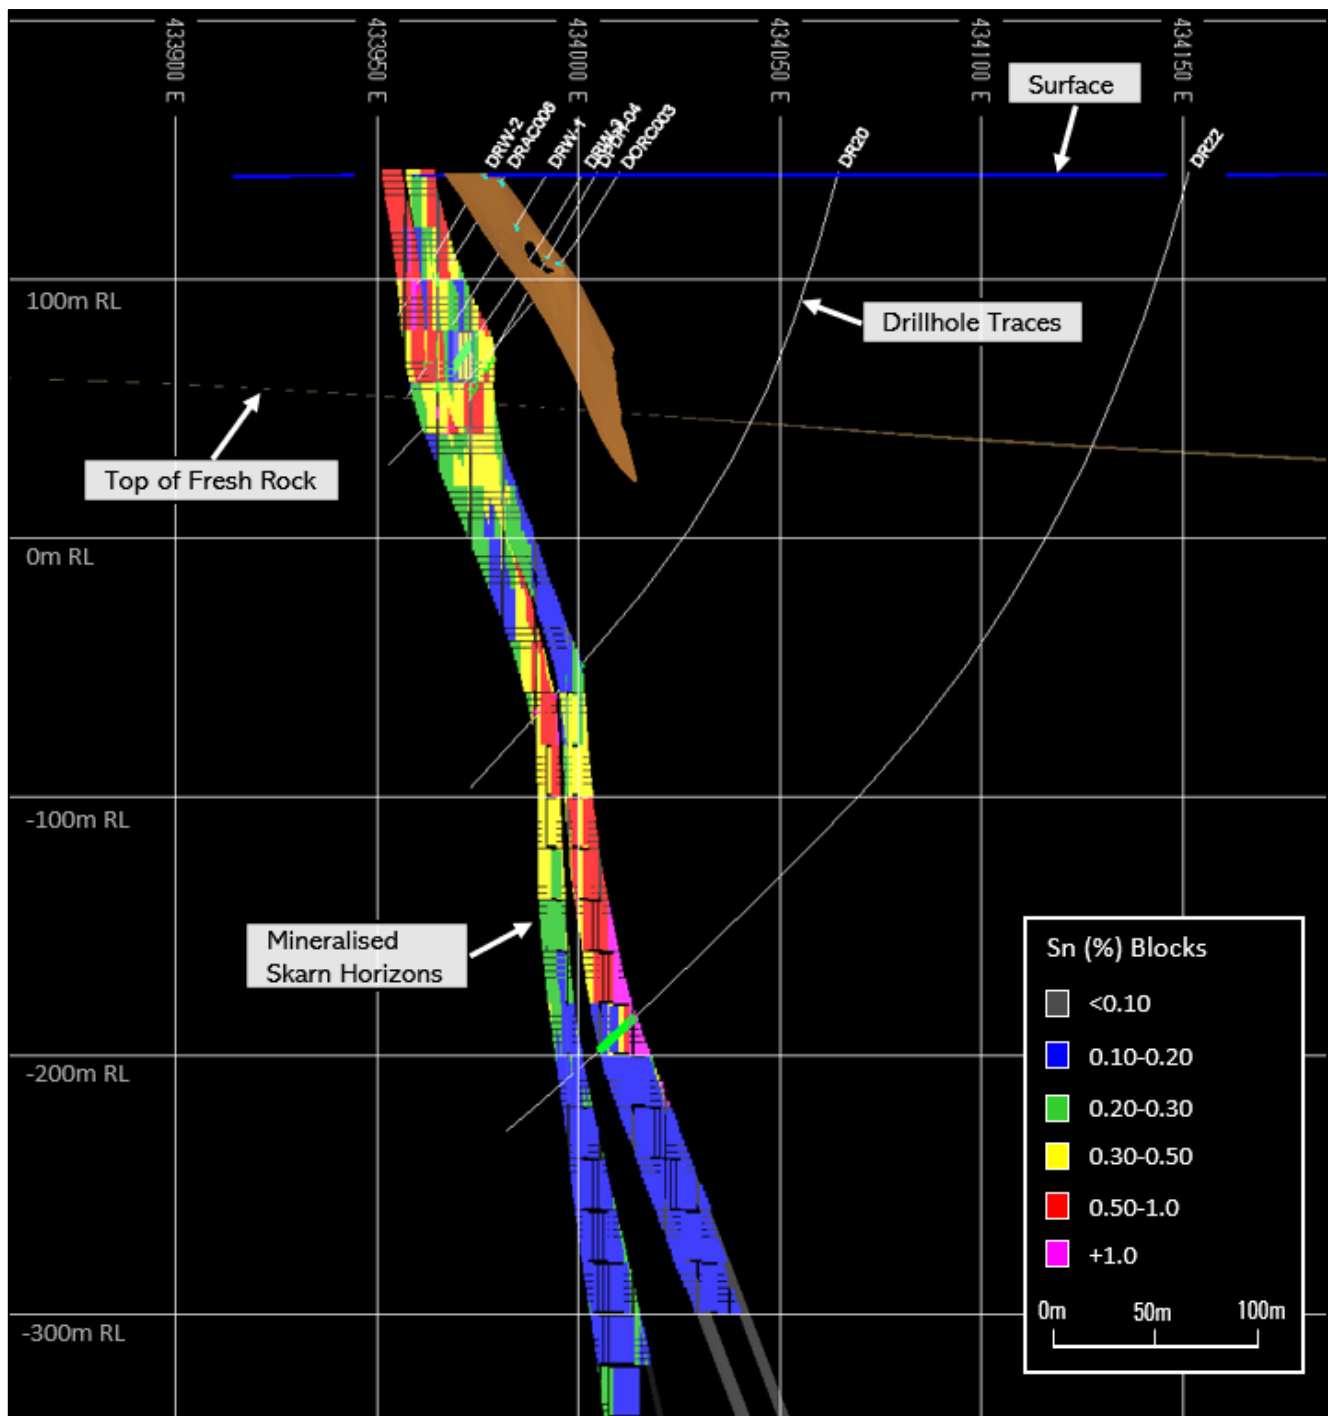 433900 E
433950 E
434000 E
434050 E
434100 E
434150 E
Surface
DRW-2
DRAC006
DRW-1
DORC003
DR20
DR22
100m RL
Drillhole Traces
Top of Fresh Rock
0m RL
-100m RL
Mineralised
Skarn Horizons
-200m RL
-300m RL
Sn (%) Blocks
<0.10
0.10-0.20
0.20-0.30
0.30-0.50
0.50-1.0
+1.0
0m 50m 100m